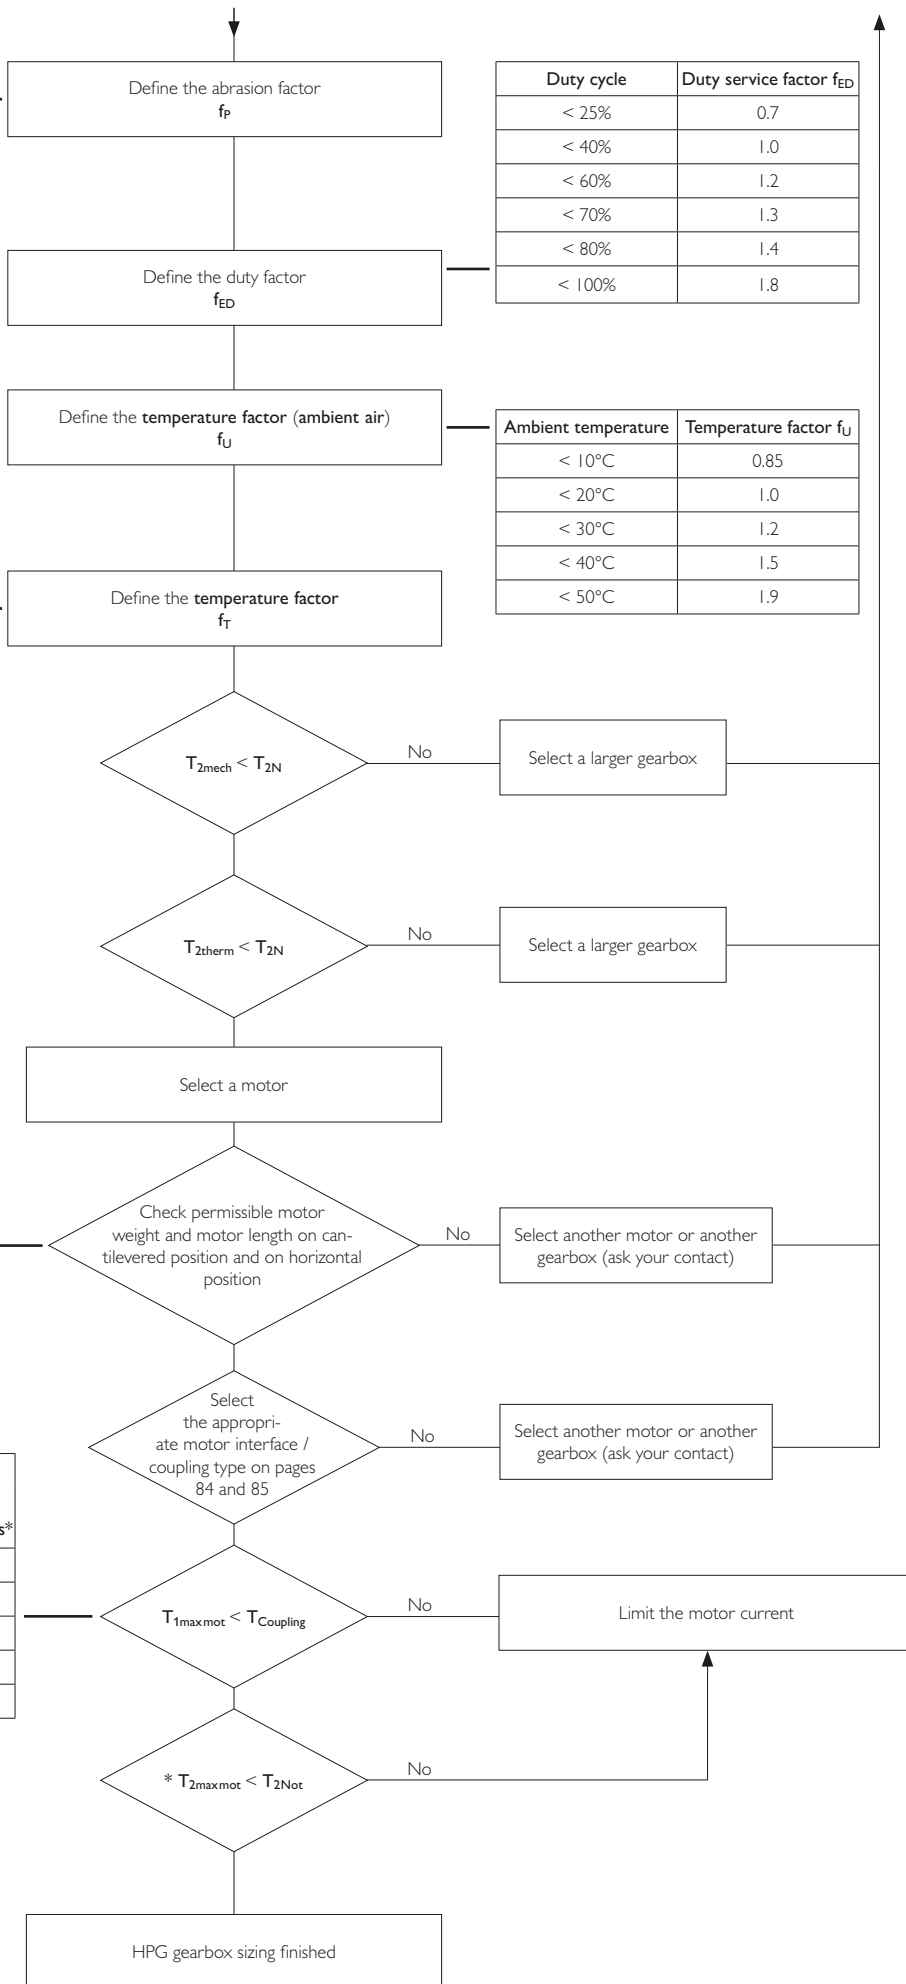 Define the abrasion factor
fP
Duty cycle Duty service factor fED
< 25% 0.7
< 40% 1.0
< 60% 1.2
< 70% 1.3
< 80% 1.4
< 100% 1.8
Define the duty factor
fED
Define the temperature factor (ambient air)
fU
Ambient temperature Temperature factor fU
< 10°C 0.85
< 20°C 1.0
< 30°C 1.2
< 40°C 1.5
< 50°C 1.9
Define the temperature factor
fT
T2mech < T2N
No
Select a larger gearbox
T2therm < T2N
No
Select a larger gearbox
Select a motor
Check permissible motor
weight and motor length on can-
tilevered position and on horizontal
position
No
Select another motor or another
gearbox (ask your contact)
Select
the appropri-
ate motor interface /
coupling type on pages
84 and 85
No
Select another motor or another
gearbox (ask your contact)
s*
T1maxmot < TCoupling
No
Limit the motor current
* T2maxmot < T2Not
No
HPG gearbox sizing finished